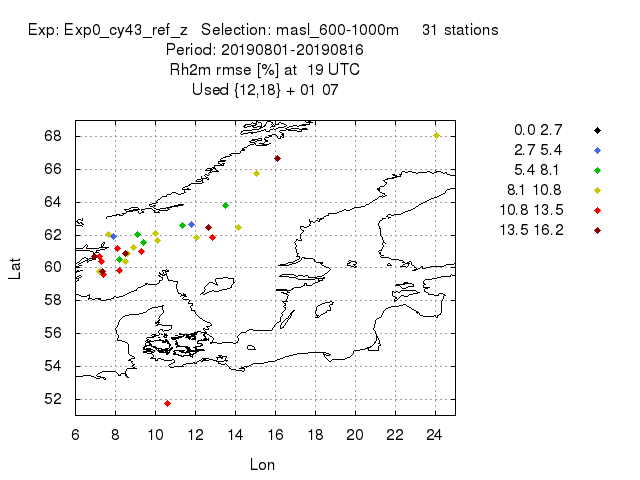 Exp: Exp0_cy43_ref_z Selection: masl_600-1000m 31 stations
Period: 20190801-20190816
Rh2m rmse [%] at 19 UTC
Used {12,18} + 01 07
68
66
64
62
60
58
56
54
52
Lat
6 8 10 12 14 16 18 20 22 24
Lon
0.0 2.7
2.7 5.4
5.4 8.1
8.1 10.8
10.8 13.5
13.5 16.2